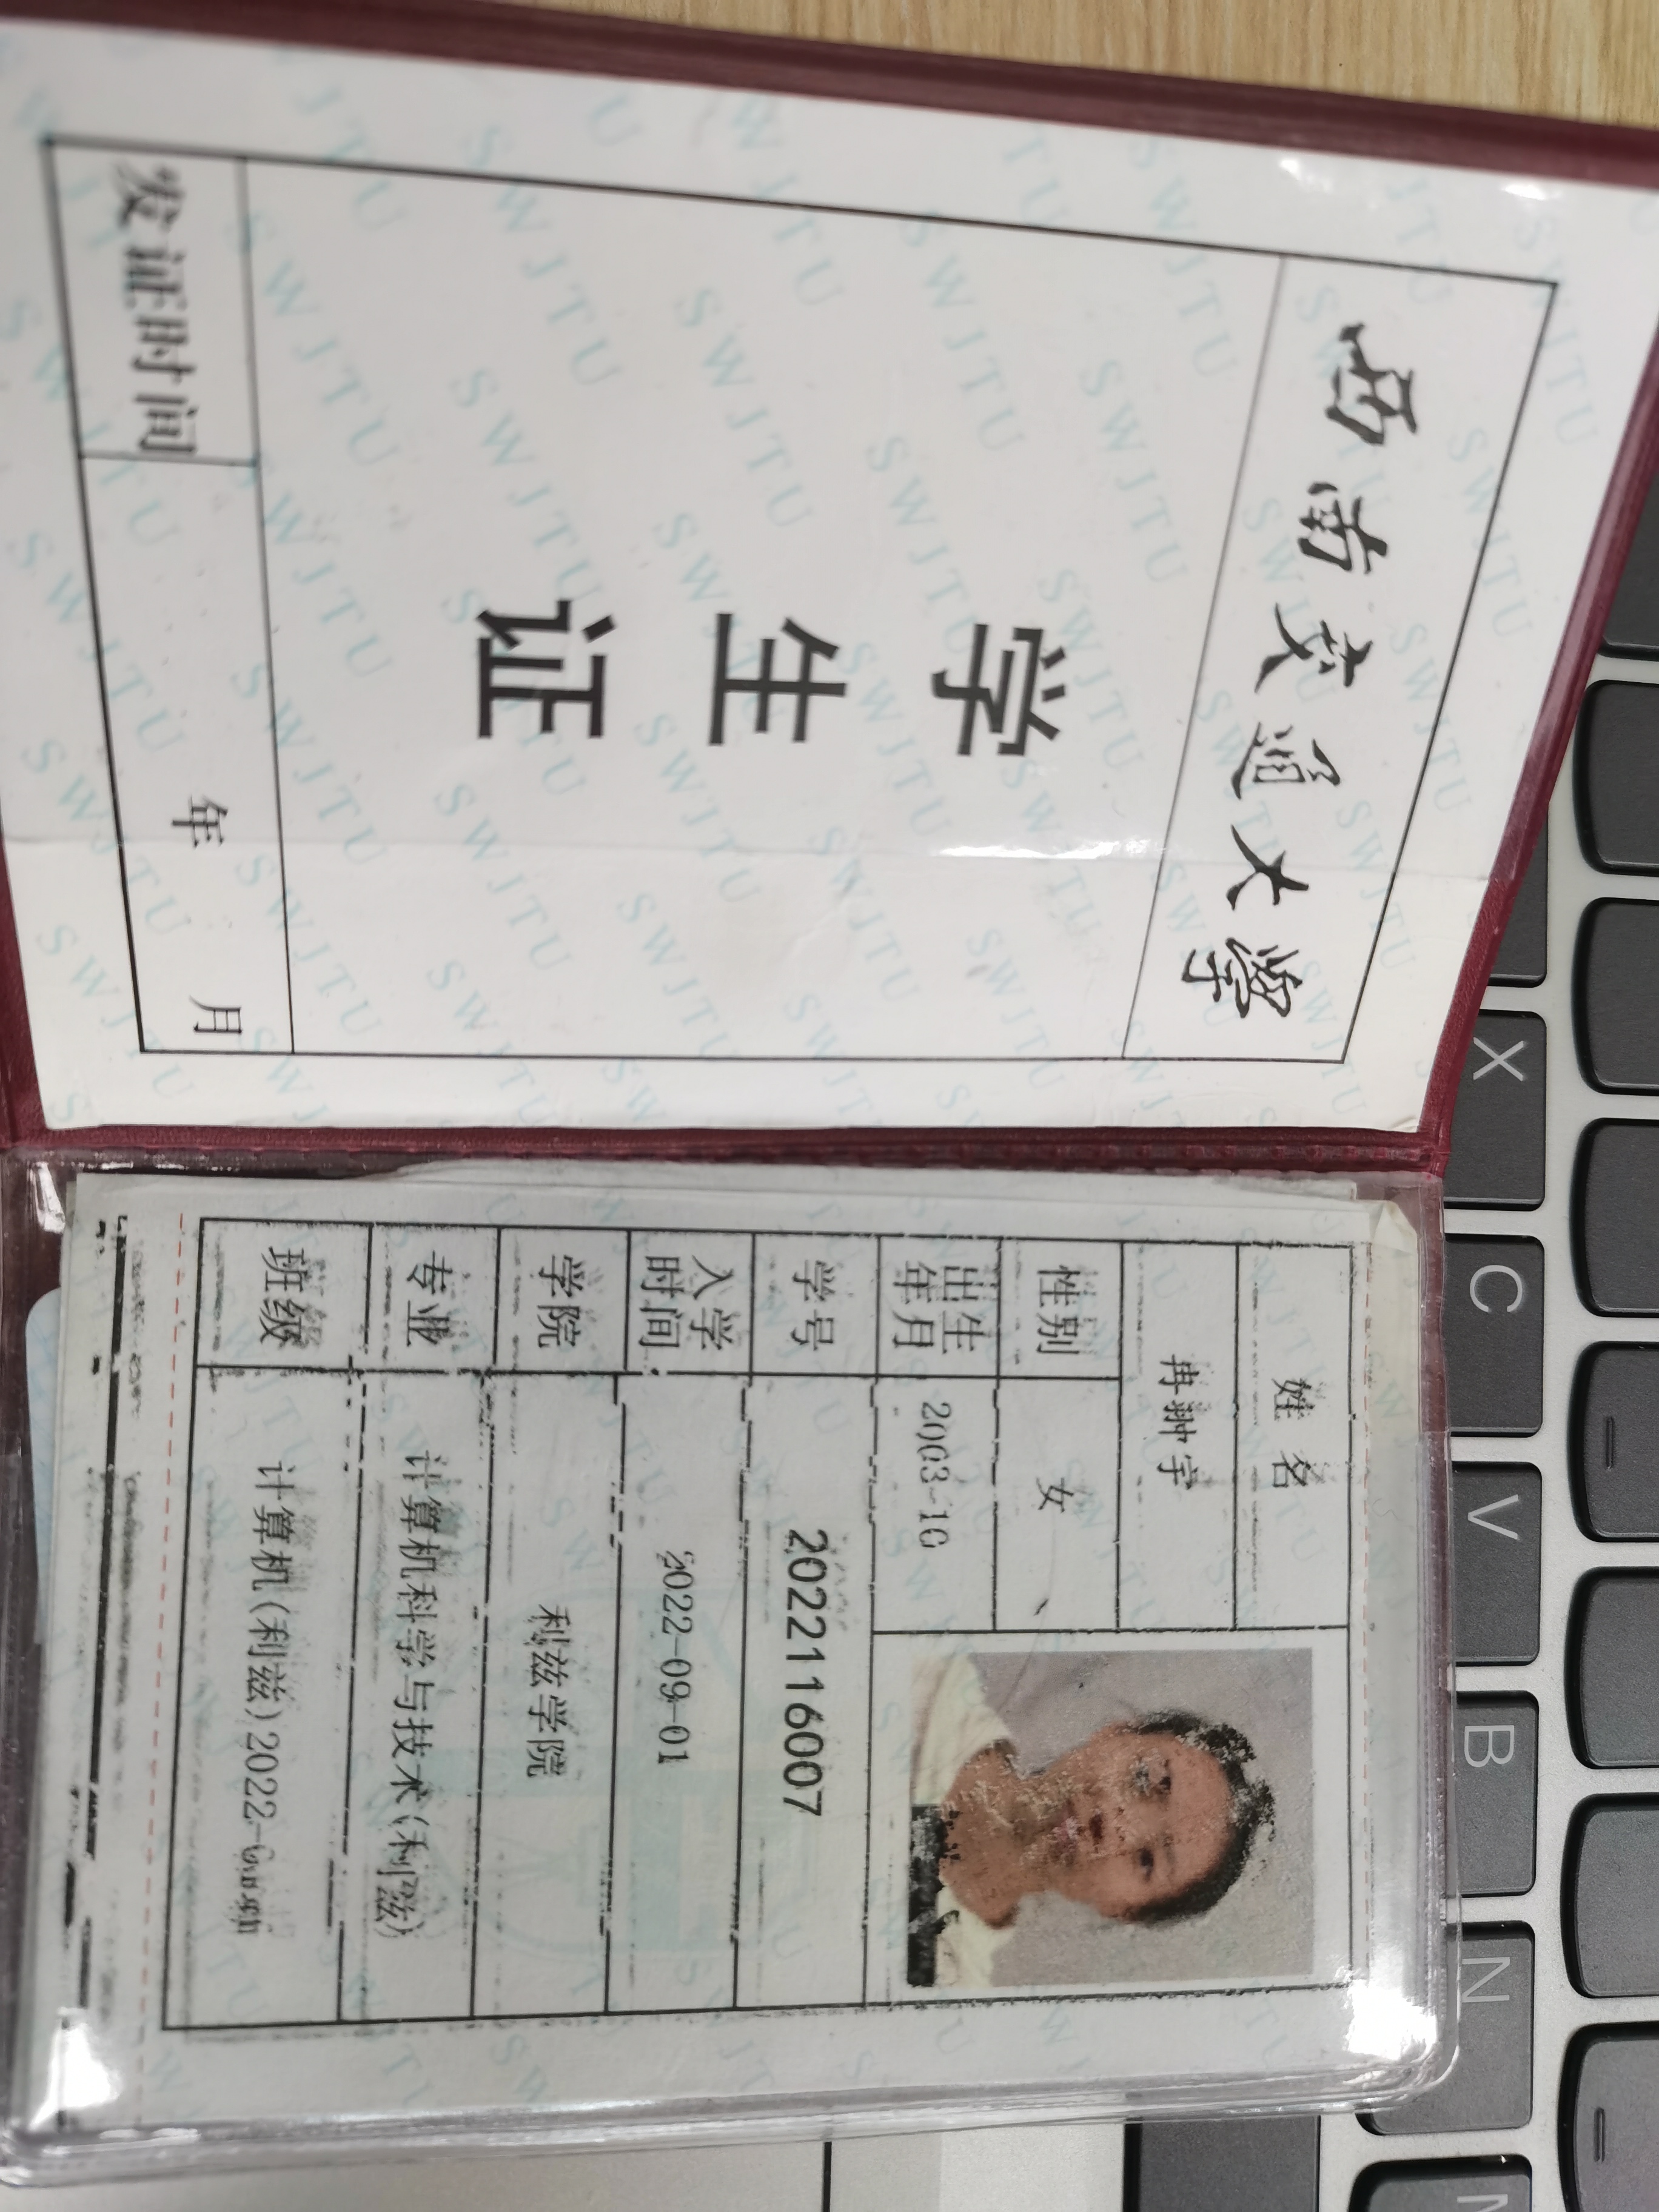 西南交通大学
学
生
证
发证时间
年 月
姓 名
冉翀宇
性别
女
出生
年月
2003-10
学号
2022116007
入学
时间
2022-09-01
学院
利兹学院
专业
计算机科学与技术(利兹)
班级
计算机(利兹)2022-
SWJTU
X
C
V
B
N